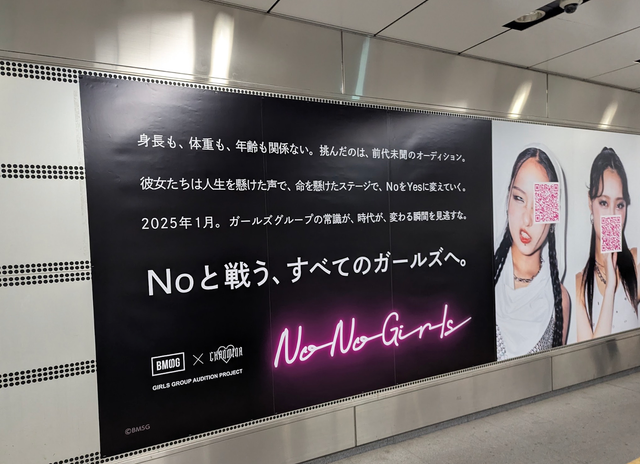 身長も、体重も、年齢も関係ない。挑んだのは、前代未聞のオーディション。
彼女たちは人生を懸けた声で、命を懸けたステージで、NoをYesに変えていく。
2025年1月。ガールズグループの常識が、時代が、変わる瞬間を見逃すな。
Noと戦う、すべてのガールズへ。
BMSG × CHANMINA
GIRLS GROUP AUDITION PROJECT
No No Girls
©BMSG